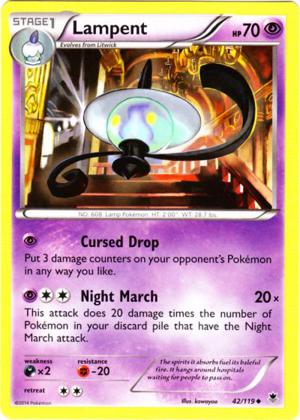 STAGE1
Lampent
HP70
Evolves from Litwick
NO. 608 Lamp Pokémon HT: 2'00" WT: 28.7 lbs.
Cursed Drop
Put 3 damage counters on your opponent's Pokémon
in any way you like.
Night March 20×
This attack does 20 damage times the number of
Pokémon in your discard pile that have the Night
March attack.
weakness
×2
resistance
-20
retreat
The spirits it absorbs fuel its baleful
fire. It hangs around hospitals
waiting for people to pass on.
Illus. kawayoo
42/119
©2014 Pokémon